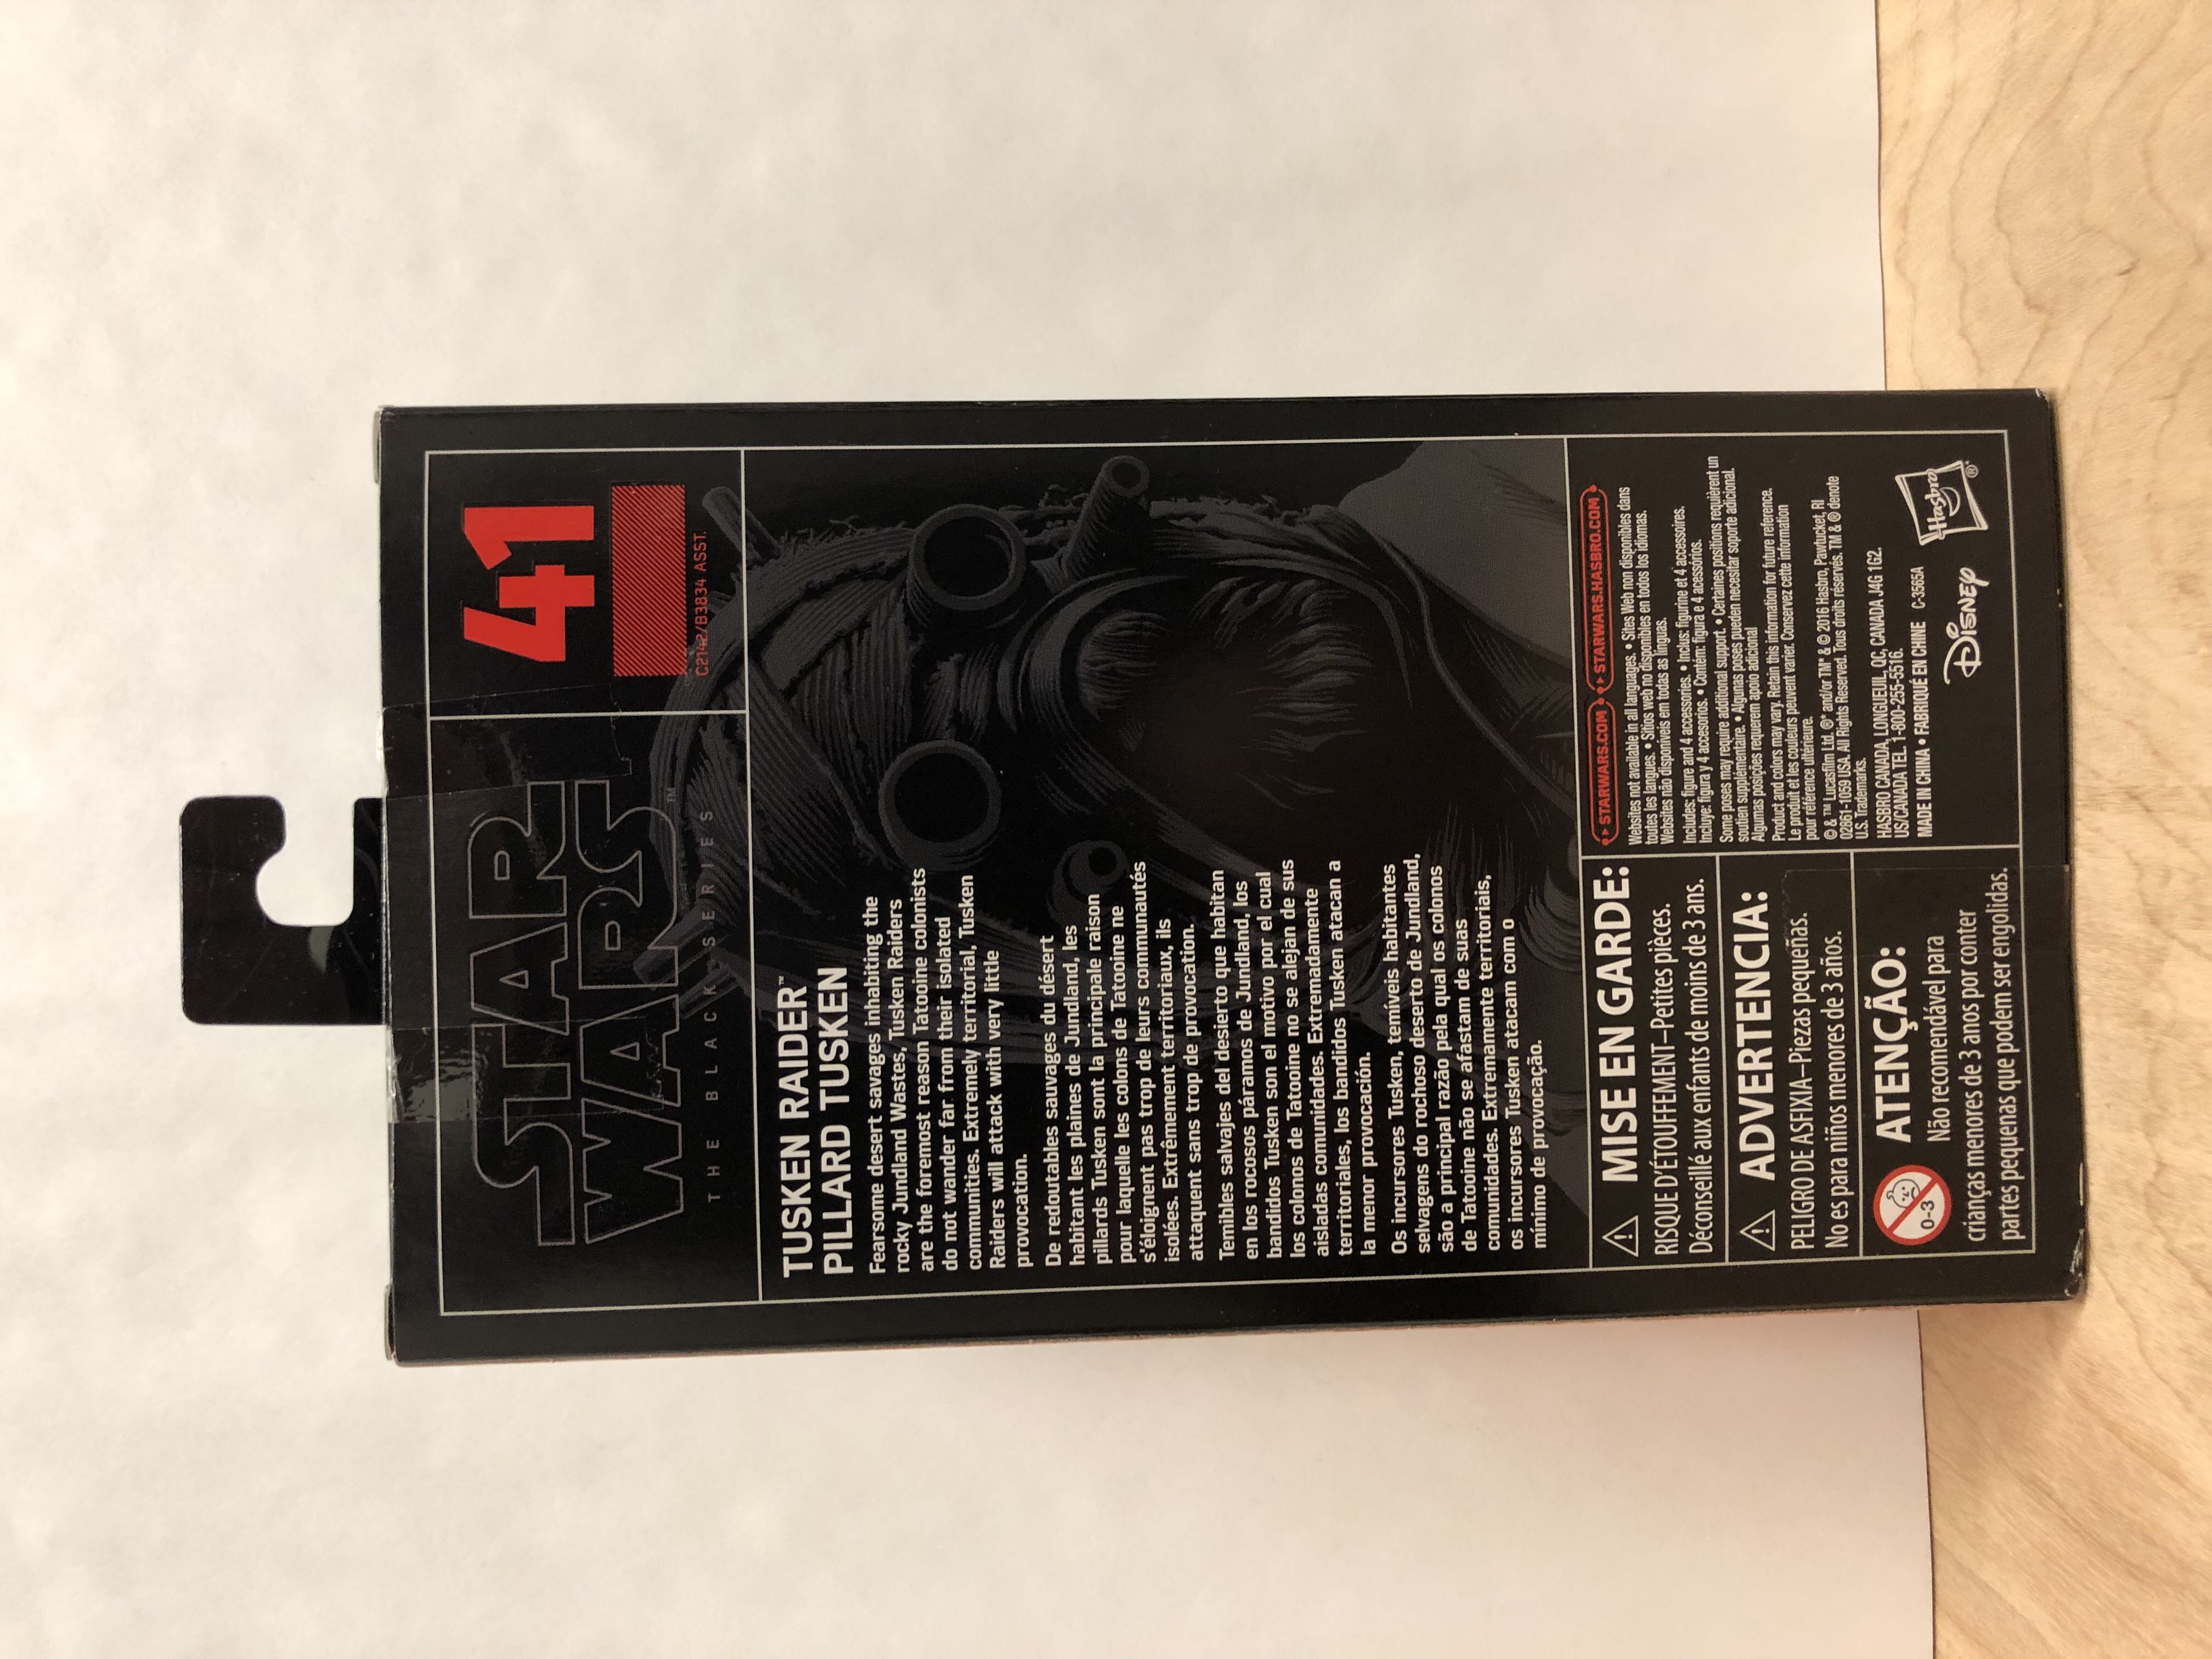 STAR
WARS™
THE BLACK SERIES
41
C2142/B3834 ASST.
TUSKEN RAIDER™
PILLARD TUSKEN
Fearsome desert savages inhabiting the
rocky Jundland Wastes, Tusken Raiders
are the foremost reason Tatooine colonists
do not wander far from their isolated
communities. Extremely territorial, Tusken
Raiders will attack with very little
provocation.
De redoutables sauvages du désert
habitant les plaines de Jundland, les
pillards Tusken sont la principale raison
pour laquelle les colons de Tatooine ne
s'éloignent pas trop de leurs communautés
isolées. Extrêmement territoriaux, ils
attaquent sans trop de provocation.
Temibles salvajes del desierto que habitan
en los rocosos páramos de Jundland, los
bandidos Tusken son el motivo por el cual
los colonos de Tatooine no se alejan de sus
aisladas comunidades. Extremadamente
territoriales, los bandidos Tusken atacan a
la menor provocación.
Os incursores Tusken, temíveis habitantes
selvagens do rochoso deserto de Jundland,
são a principal razão pela qual os colonos
de Tatooine não se afastam de suas
comunidades. Extremamente territoriais,
os incursores Tusken atacam com o
mínimo de provocação.
MISE EN GARDE:
RISQUE D'ÉTOUFFEMENT–Petites pièces.
Déconseillé aux enfants de moins de 3 ans.
ADVERTENCIA:
PELIGRO DE ASFIXIA–Piezas pequeñas.
No es para niños menores de 3 años.
0-3
ATENÇÃO:
Não recomendável para
crianças menores de 3 anos por conter
partes pequenas que podem ser engolidas.
STARWARS.COM STARWARS.HASBRO.COM
Websites not available in all languages. • Sites Web non disponibles dans
toutes les langues. • Sitios web no disponibles en todos los idiomas.
Websites não disponíveis em todas as línguas.
Includes: figure and 4 accessories. • Inclus: figurine et 4 accessoires.
Incluye: figura y 4 accesorios. • Contém: figura e 4 acessórios.
Some poses may require additional support. • Certaines positions requièrent un
soutien supplémentaire. • Algunas poses pueden necesitar soporte adicional.
Algumas posições requerem apoio adicional
Product and colors may vary. Retain this information for future reference.
Le produit et les couleurs peuvent varier. Conservez cette information
pour référence ultérieure.
© & ™ Lucasfilm Ltd. ®* and/or TM* & © 2016 Hasbro, Pawtucket, RI
02861-1059 USA. All Rights Reserved. Tous droits réservés. TM & ® denote
U.S. Trademarks.
HASBRO CANADA, LONGUEUIL, QC, CANADA J4G 1G2.
US/CANADA TEL. 1-800-255-5516.
MADE IN CHINA • FABRIQUÉ EN CHINE C-3565A
Disney
Hasbro®